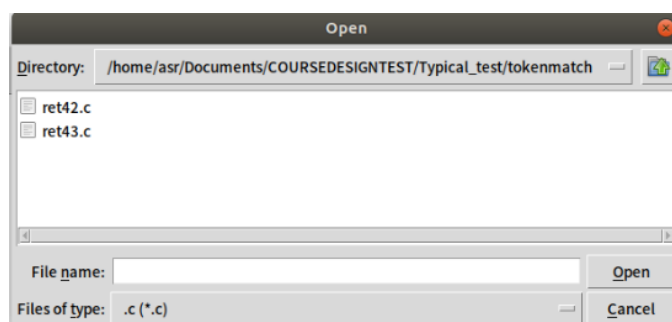 Open
Directory: /home/asr/Documents/COURSEDESIGNTEST/Typical_test/tokenmatch
ret42.c
ret43.c
File name: Open
Files of type: .c (*.c) Cancel